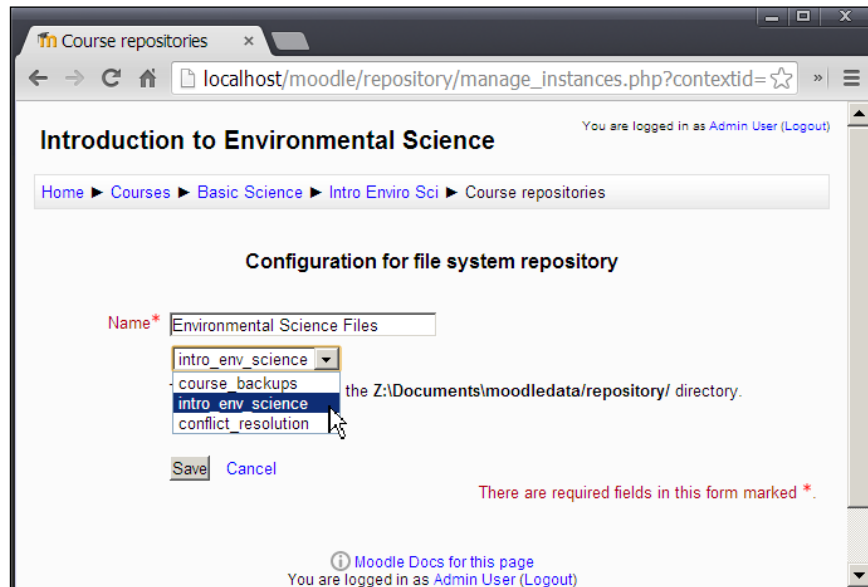 Course repositories
localhost/moodle/repository/manage_instances.php?contextid=
Introduction to Environmental Science
You are logged in as Admin User (Logout)
Home ► Courses ► Basic Science ► Intro Enviro Sci ► Course repositories
Configuration for file system repository
Name*
Environmental Science Files
intro_env_science
course_backups
the Z:\Documents\moodledata/repository/ directory.
intro_env_science
conflict_resolution
Save Cancel
There are required fields in this form marked *.
Moodle Docs for this page
You are logged in as Admin User (Logout)